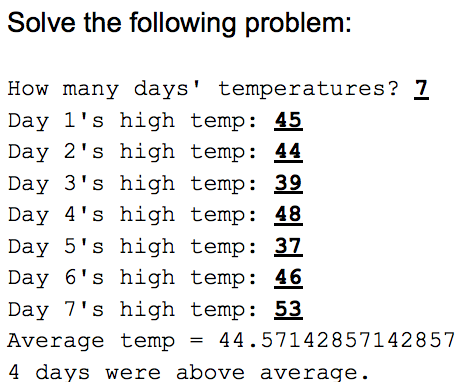 Solve the following problem:
How many days' temperatures? 7
Day 1's high temp: 45
Day 2's high temp: 44
Day 3's high temp: 39
Day 4's high temp: 48
Day 5's high temp: 37
Day 6's high temp: 46
Day 7's high temp: 53
Average temp = 44.57142857142857
4 days were above average.